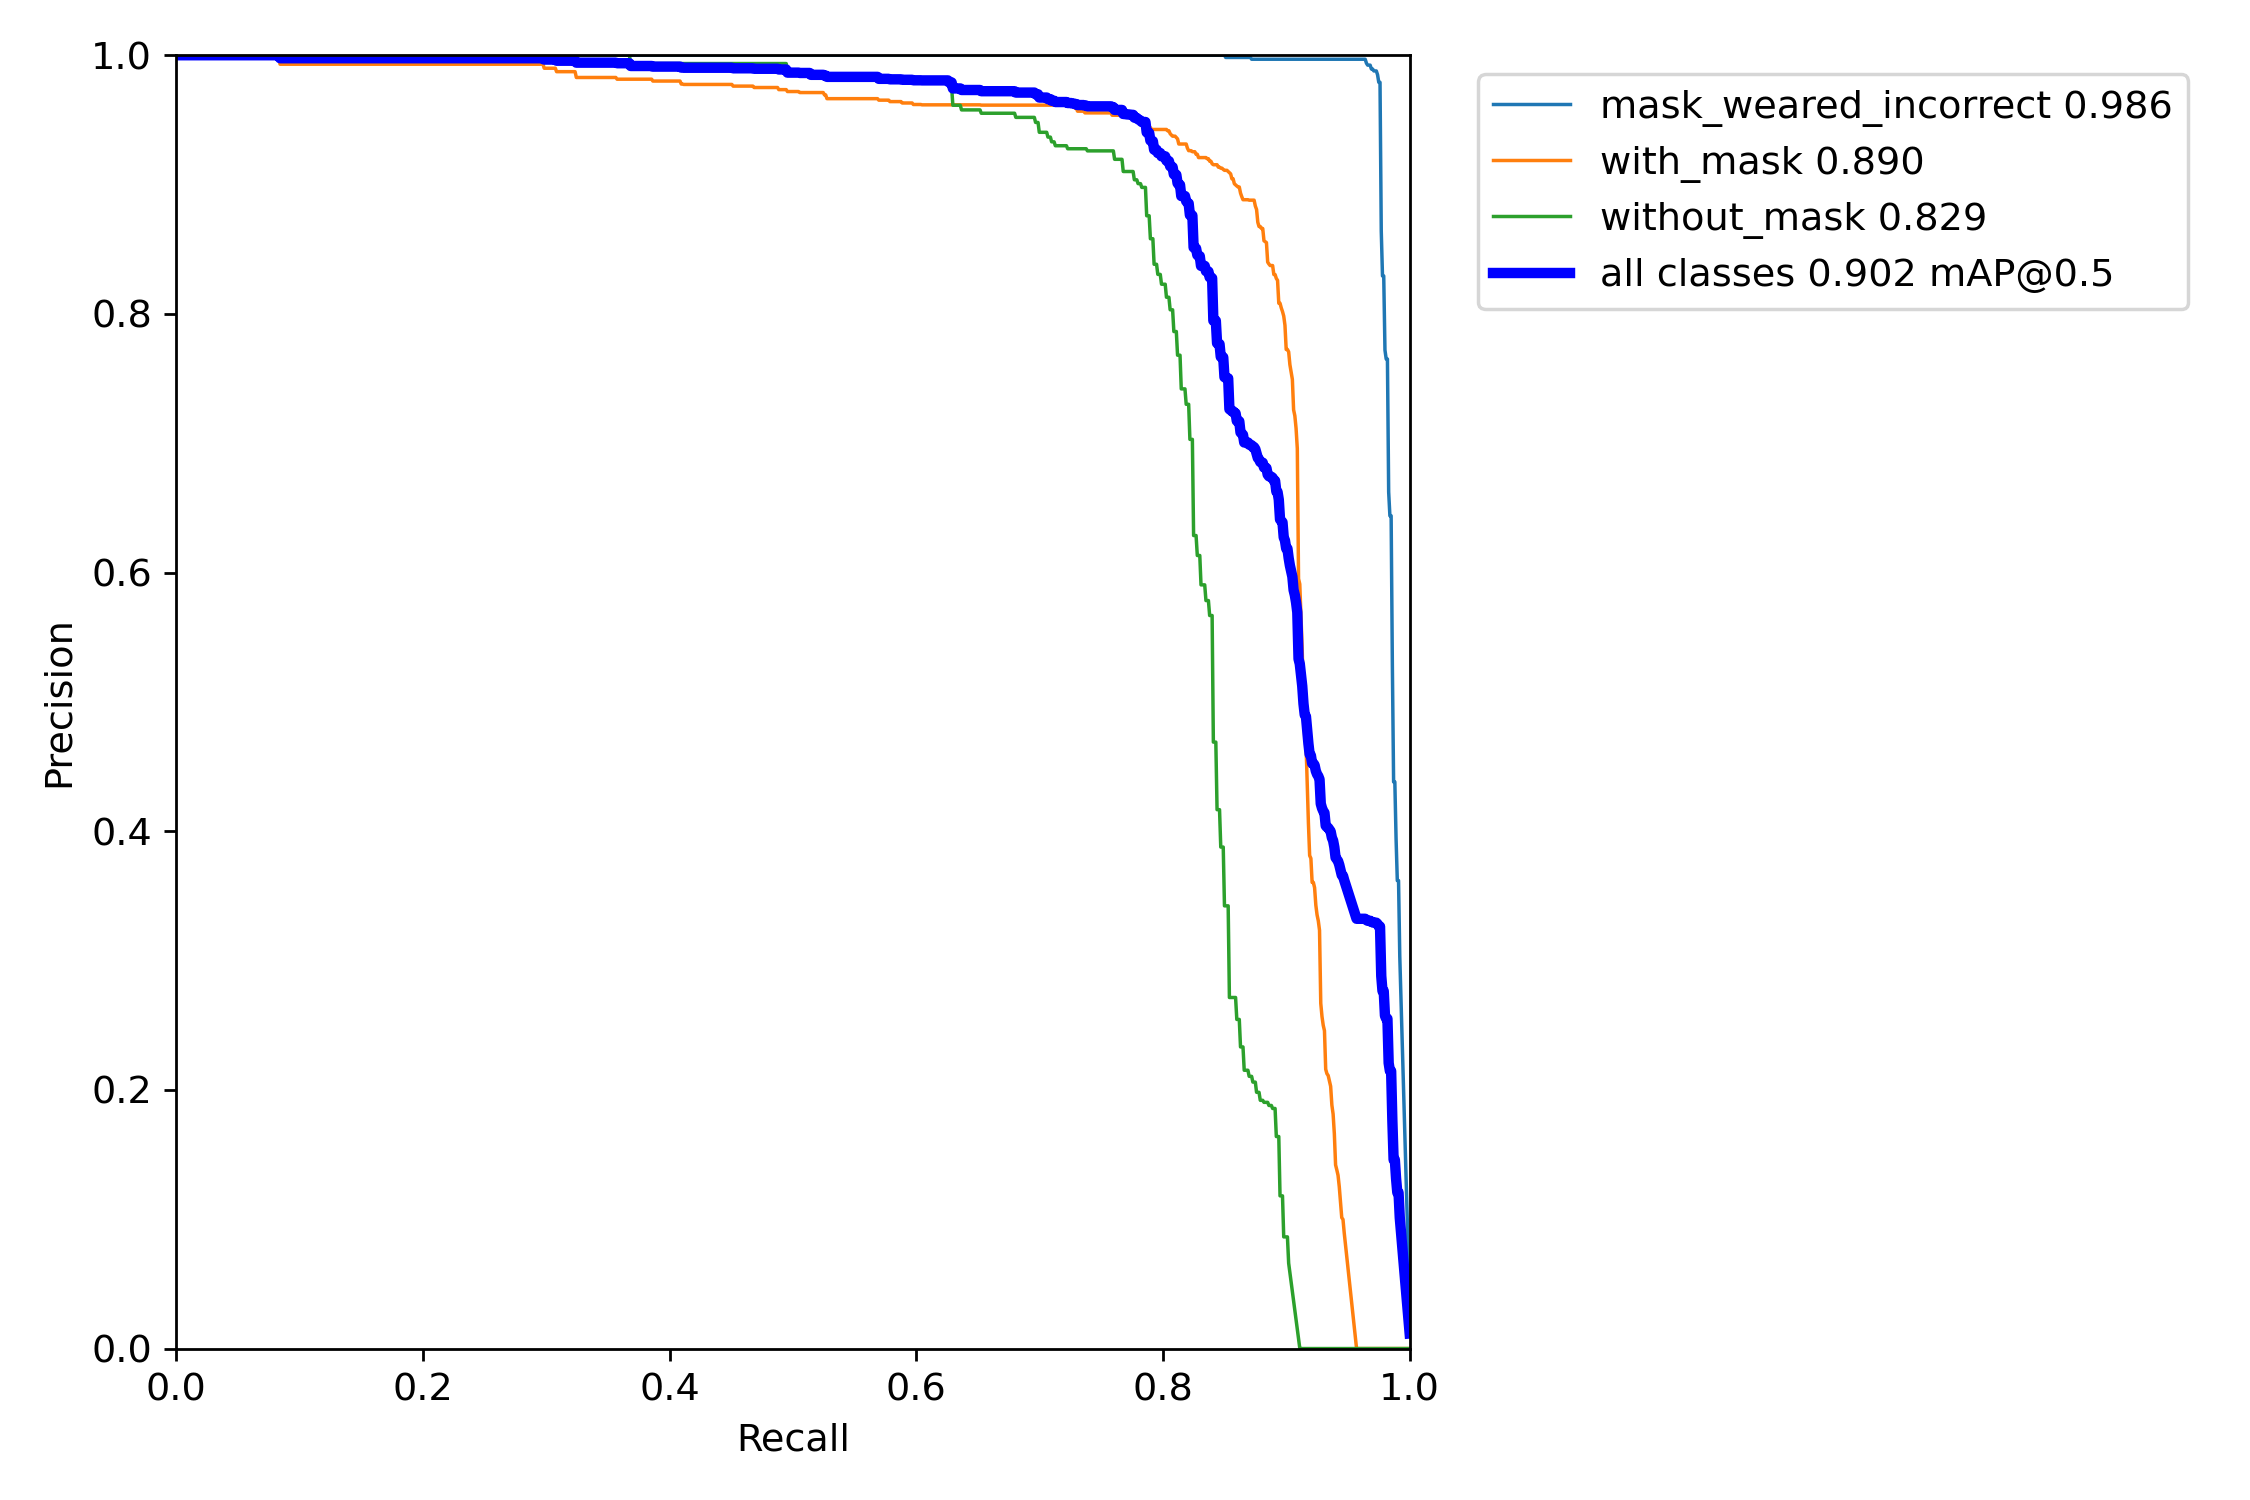 1.0
0.8
0.6
0.4
0.2
0.0
Precision
0.0 0.2 0.4 0.6 0.8 1.0
Recall
mask_weared_incorrect 0.986
with_mask 0.890
without_mask 0.829
all classes 0.902 mAP@0.5